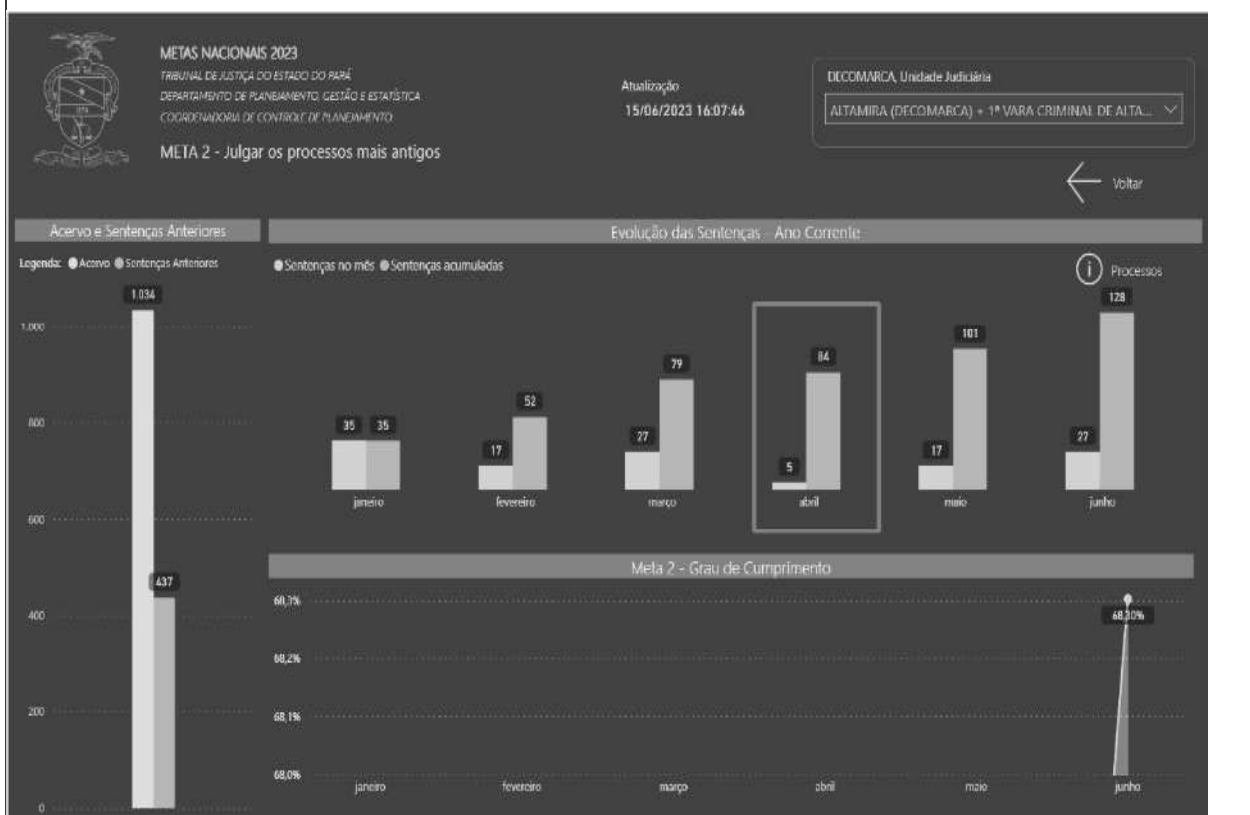 METAS NACIONAIS 2023
TRIBUNAL DE JUSTIÇA DO ESTADO DO PARÁ
DEPARTAMENTO DE PLANEJAMENTO, GESTÃO E ESTATÍSTICA
COORDENADORIA DE CONTROLE DE PLANEJAMENTO
META 2 - Julgar os processos mais antigos
Atualização
15/06/2023 16:07:46
DECOMARCA, Unidade Judiciária
ALTAMIRA (DECOMARCA) + 1ª VARA CRIMINAL DE ALTA...
Voltar
Acervo e Sentenças Anteriores
Legenda: Acervo Sentenças Anteriores
1.034
1.000
800
600
437
400
200
0
Evolução das Sentenças - Ano Corrente
Sentenças no mês Sentenças acumuladas
i Processos
35 35 17 52 27 79 5 84 17 101 27 128
janeiro fevereiro março abril maio junho
Meta 2 - Grau de Cumprimento
68,3%
68,30%
68,2%
68,1%
68,0%
janeiro fevereiro março abril maio junho